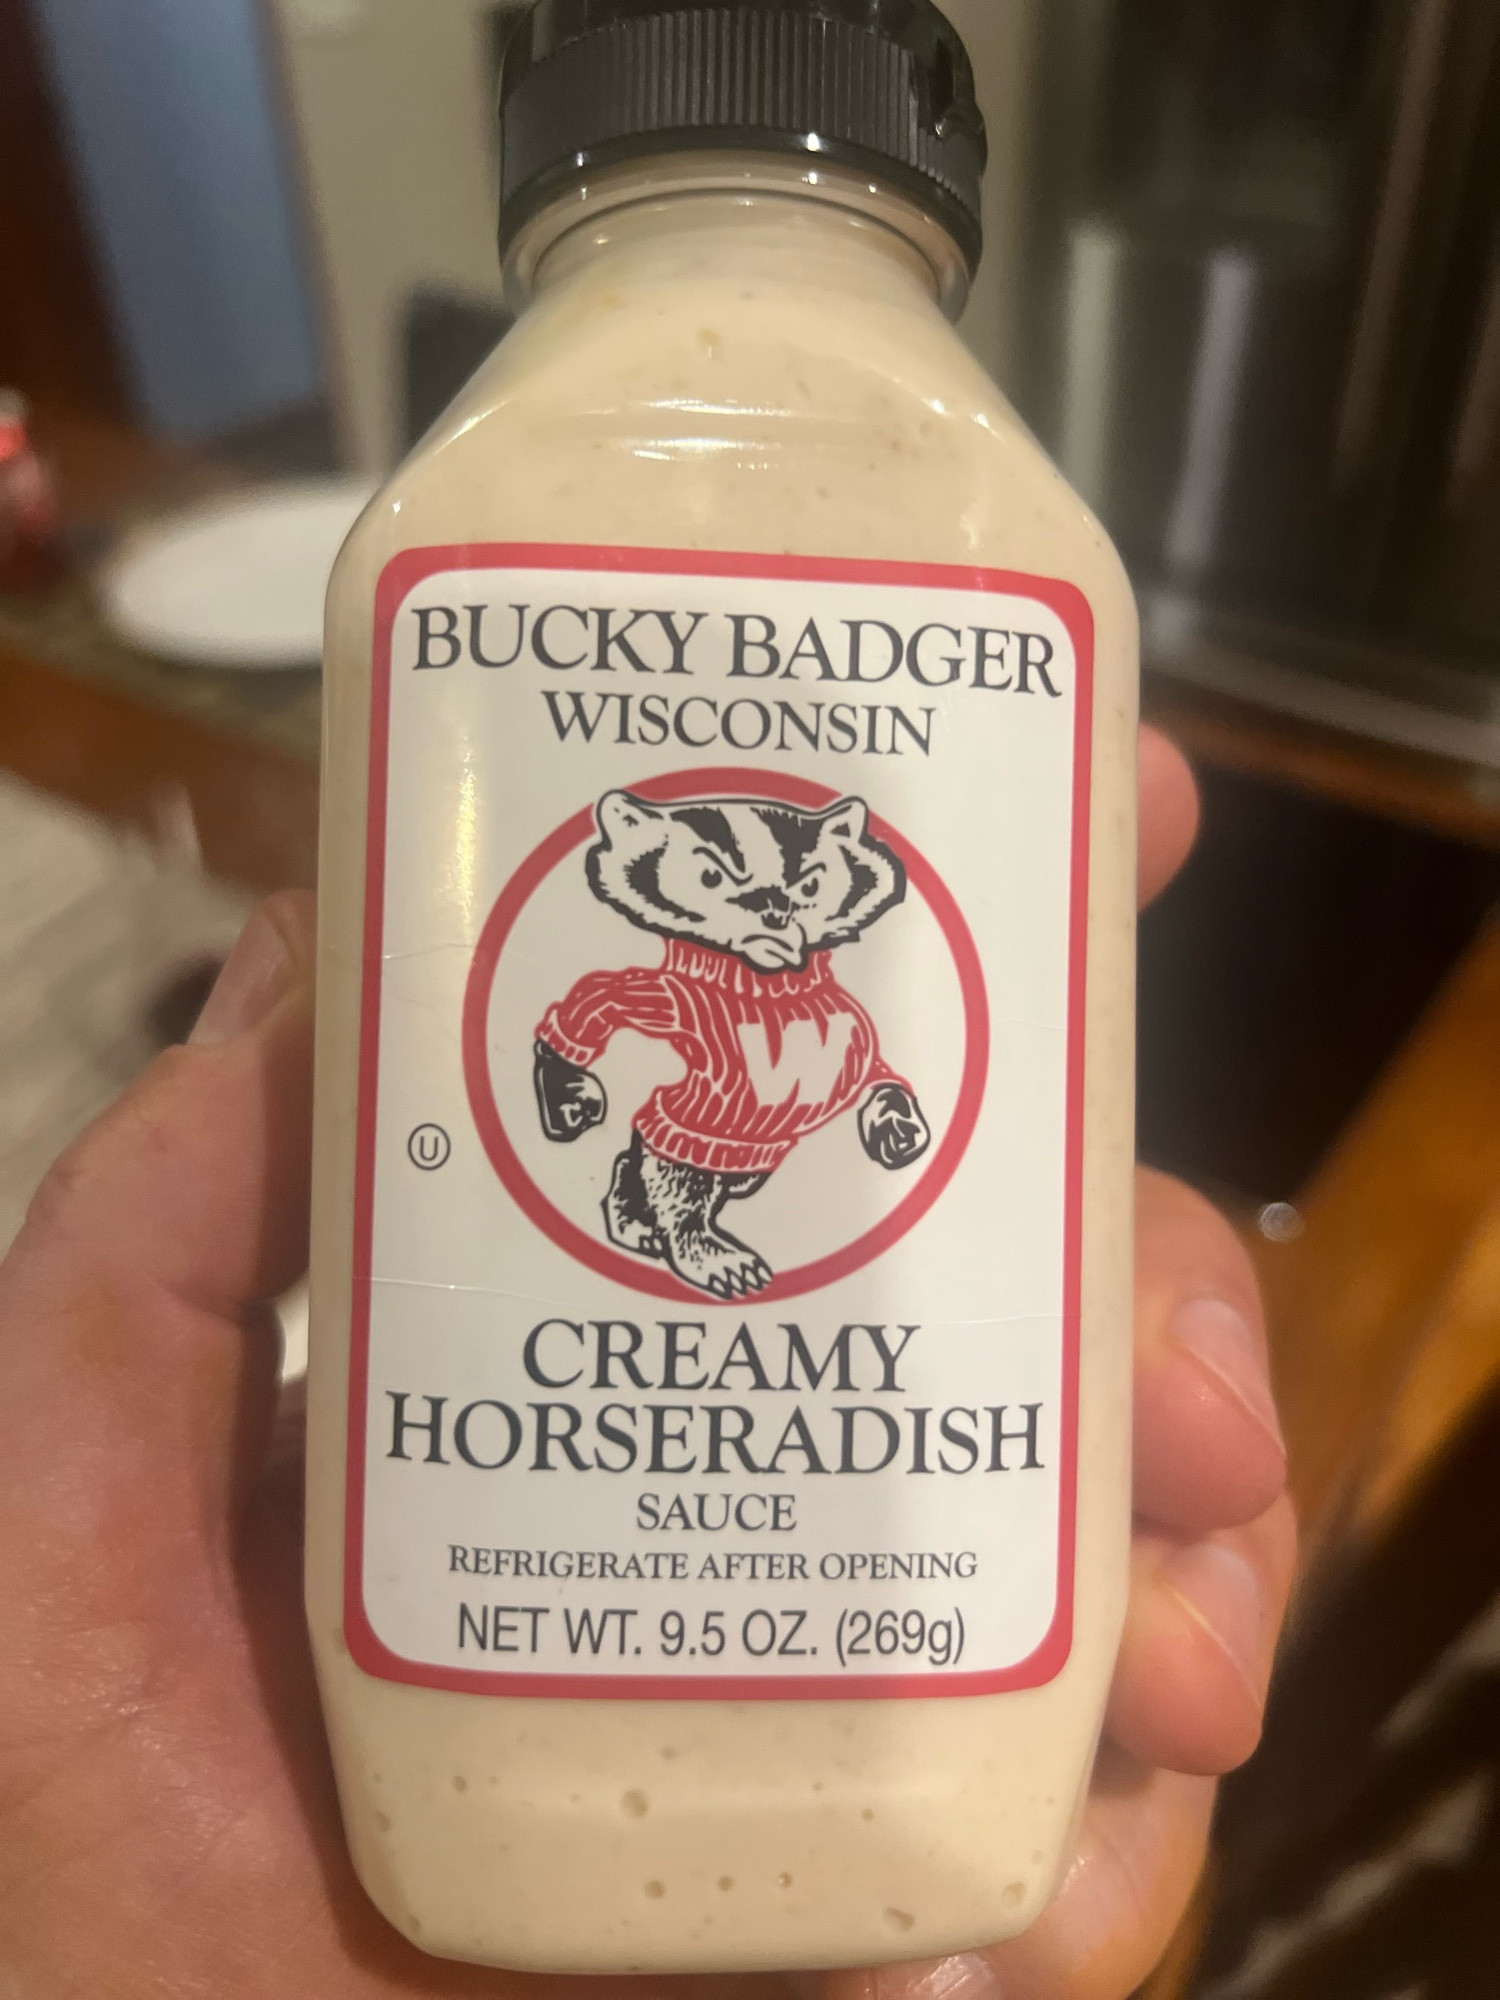 BUCKY BADGER
WISCONSIN
W
U
CREAMY
HORSERADISH
SAUCE
REFRIGERATE AFTER OPENING
NET WT. 9.5 OZ. (269g)